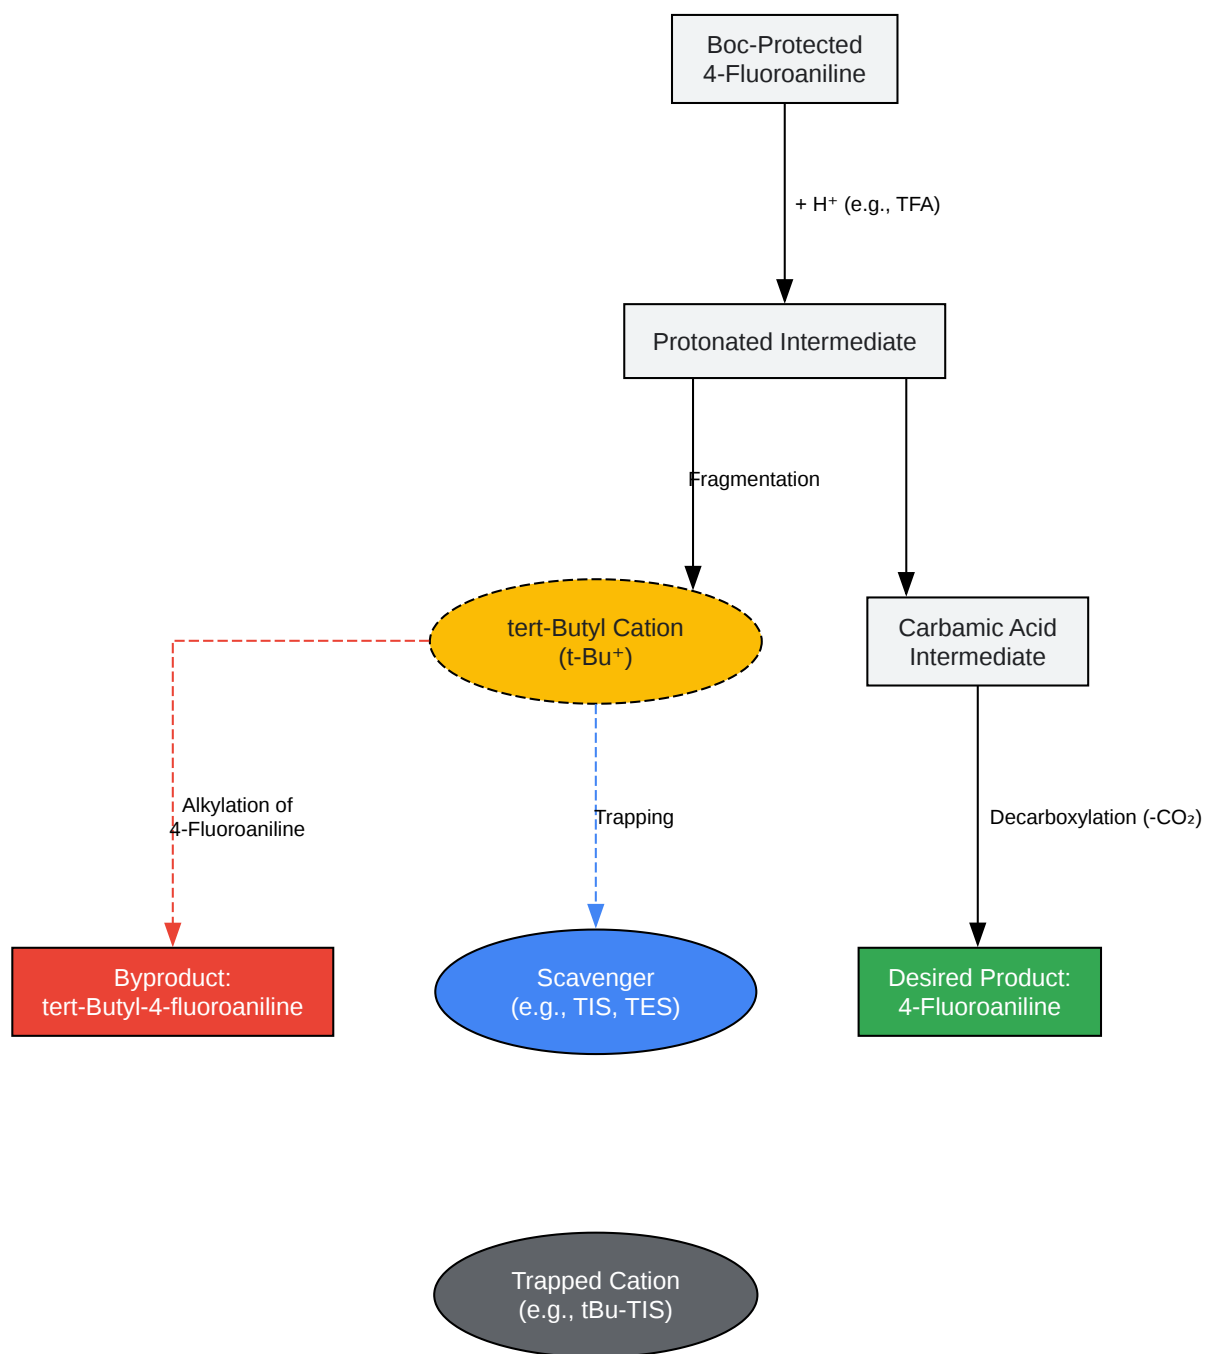 Boc-Protected
4-Fluoroaniline
+ H⁺ (e.g., TFA)
Protonated Intermediate
Fragmentation
tert-Butyl Cation
(t-Bu⁺)
Carbamic Acid
Intermediate
Alkylation of
4-Fluoroaniline
Trapping
Decarboxylation (-CO₂)
Byproduct:
tert-Butyl-4-fluoroaniline
Scavenger
(e.g., TIS, TES)
Desired Product:
4-Fluoroaniline
Trapped Cation
(e.g., tBu-TIS)